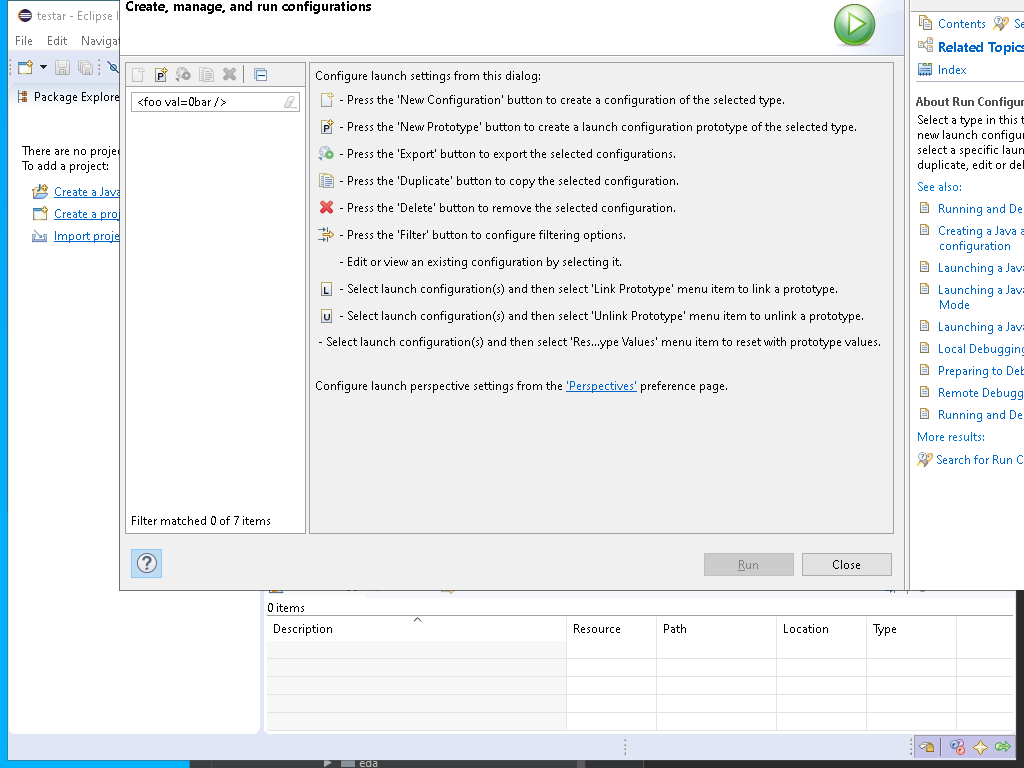 testar - Eclipse I
Create, manage, and run configurations
File Edit Naviga
Package Explore
There are no proje
To add a project:
Create a Java
Create a proj
Import proje
<foo val=0bar />
Filter matched 0 of 7 items
Configure launch settings from this dialog:
- Press the 'New Configuration' button to create a configuration of the selected type.
P - Press the 'New Prototype' button to create a launch configuration prototype of the selected type.
- Press the 'Export' button to export the selected configurations.
- Press the 'Duplicate' button to copy the selected configuration.
- Press the 'Delete' button to remove the selected configuration.
- Press the 'Filter' button to configure filtering options.
- Edit or view an existing configuration by selecting it.
L - Select launch configuration(s) and then select 'Link Prototype' menu item to link a prototype.
U - Select launch configuration(s) and then select 'Unlink Prototype' menu item to unlink a prototype.
- Select launch configuration(s) and then select 'Res...ype Values' menu item to reset with prototype values.
Configure launch perspective settings from the 'Perspectives' preference page.
?
Run Close
Contents Se
Related Topics
Index
About Run Configur
Select a type in this t
new launch configu
select a specific laun
duplicate, edit or del
See also:
Running and De
Creating a Java a
configuration
Launching a Java
Launching a Java
Mode
Launching a Java
Local Debugging
Preparing to Deb
Remote Debugg
Running and De
More results:
Search for Run C
0 items
Description Resource Path Location Type
eda